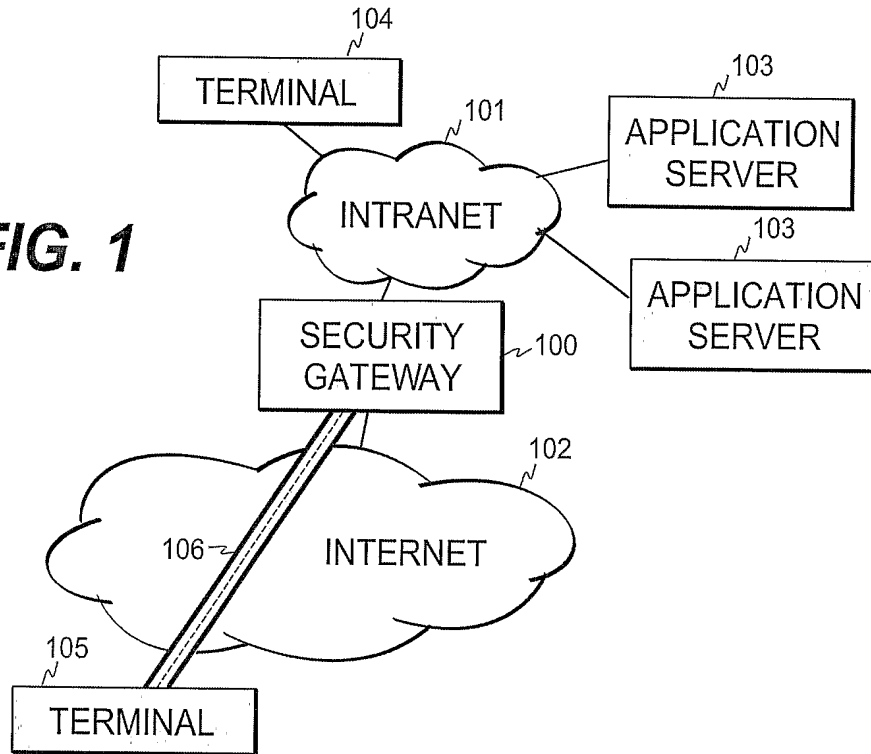 104
TERMINAL
103
101
APPLICATION
SERVER
INTRANET
FIG. 1
103
APPLICATION
SERVER
SECURITY
GATEWAY
100
102
106
INTERNET
105
TERMINAL